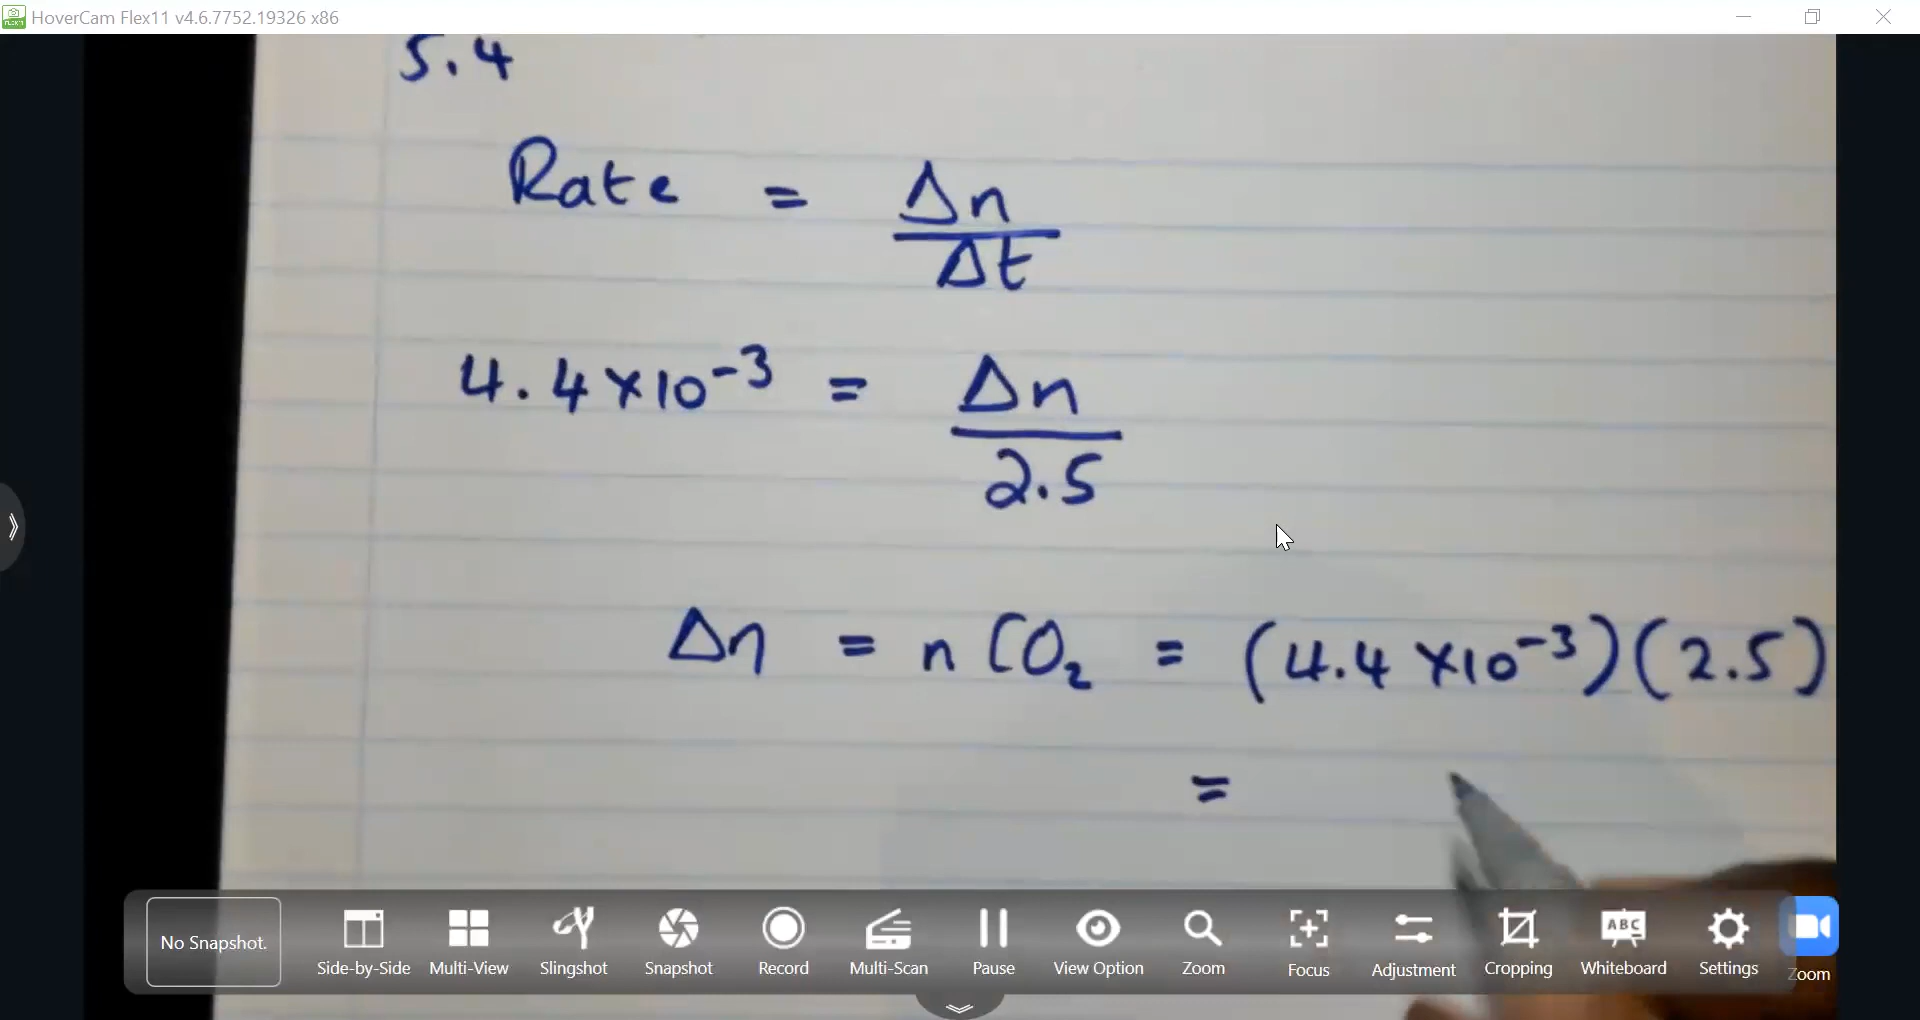 HoverCam Flex11 v4.6.7752.19326 x86
5.4
Rate = Δn
Δt
4.4×10⁻³ = Δn
2.5
Δn = n CO₂ = (4.4×10⁻³)(2.5)
=
No Snapshot.
Side-by-Side Multi-View Slingshot Snapshot Record Multi-Scan Pause View Option Zoom Focus Adjustment Cropping ABC Whiteboard Settings Zoom